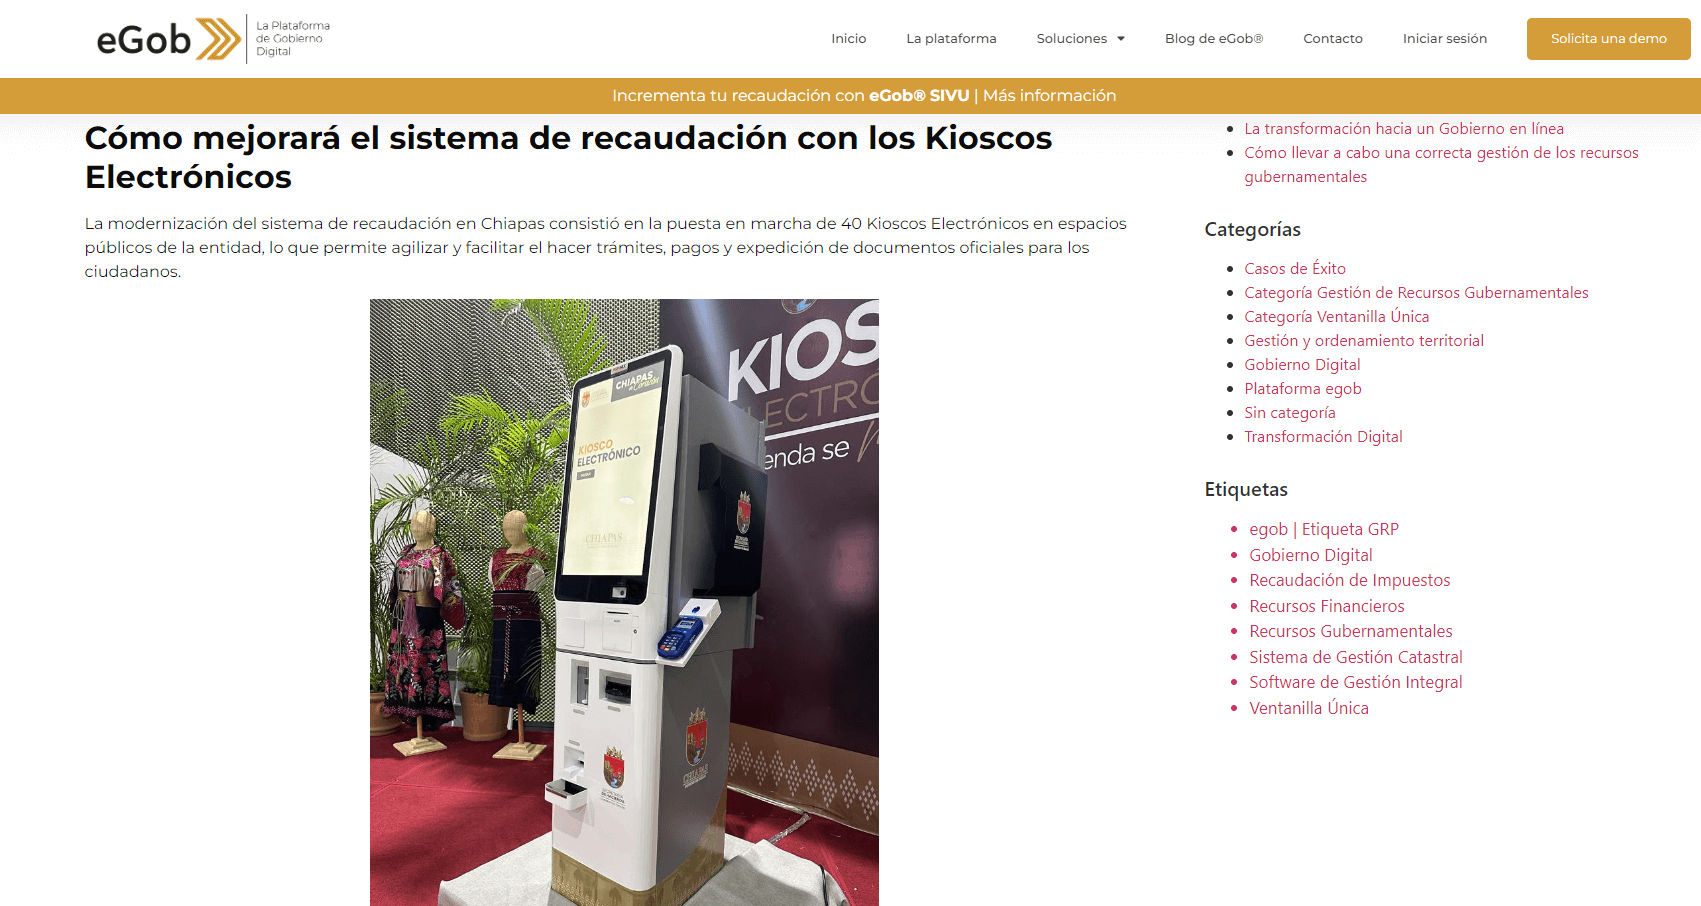 eGob
La Plataforma
de Gobierno
Digital
Inicio
La plataforma
Soluciones
Blog de eGob®
Contacto
Iniciar sesión
Solicita una demo
Incrementa tu recaudación con eGob® SIVU | Más información
Cómo mejorará el sistema de recaudación con los Kioscos
Electrónicos
La modernización del sistema de recaudación en Chiapas consistió en la puesta en marcha de 40 Kioscos Electrónicos en espacios
públicos de la entidad, lo que permite agilizar y facilitar el hacer trámites, pagos y expedición de documentos oficiales para los
ciudadanos.
KIOS
LECTRÓ
enda se
CHIAPAS
de Corazón
KIOSCO
ELECTRÓNICO
CHIAPAS
CHIAPAS
La transformación hacia un Gobierno en línea
Cómo llevar a cabo una correcta gestión de los recursos
gubernamentales
Categorías
Casos de Éxito
Categoría Gestión de Recursos Gubernamentales
Categoría Ventanilla Única
Gestión y ordenamiento territorial
Gobierno Digital
Plataforma egob
Sin categoría
Transformación Digital
Etiquetas
egob | Etiqueta GRP
Gobierno Digital
Recaudación de Impuestos
Recursos Financieros
Recursos Gubernamentales
Sistema de Gestión Catastral
Software de Gestión Integral
Ventanilla Única